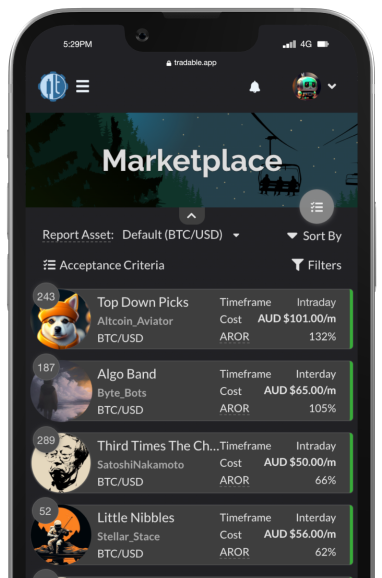 5:29PM
4G
tradable.app
nt
Marketplace
Report Asset: Default (BTC/USD)
Sort By
Acceptance Criteria
Filters
243
Top Down Picks
Timeframe Intraday
Altcoin_Aviator
Cost AUD $101.00/m
BTC/USD
AROR 132%
187
Algo Band
Timeframe Interday
Byte_Bots
Cost AUD $65.00/m
BTC/USD
AROR 105%
289
Third Times The Ch...
Timeframe Intraday
SatoshiNakamoto
Cost AUD $50.00/m
BTC/USD
AROR 66%
52
Little Nibbles
Timeframe Interday
Stellar_Stace
Cost AUD $56.00/m
BTC/USD
AROR 62%